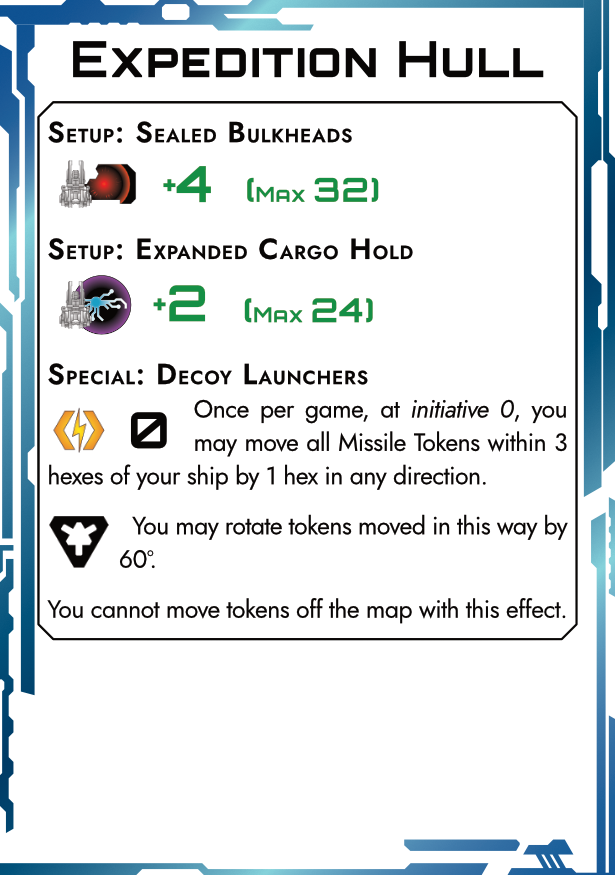 Expedition Hull
Setup: Sealed Bulkheads
+4 (Max 32)
Setup: Expanded Cargo Hold
+2 (Max 24)
Special: Decoy Launchers
0 Once per game, at initiative 0, you
may move all Missile Tokens within 3
hexes of your ship by 1 hex in any direction.
You may rotate tokens moved in this way by
60°.
You cannot move tokens off the map with this effect.